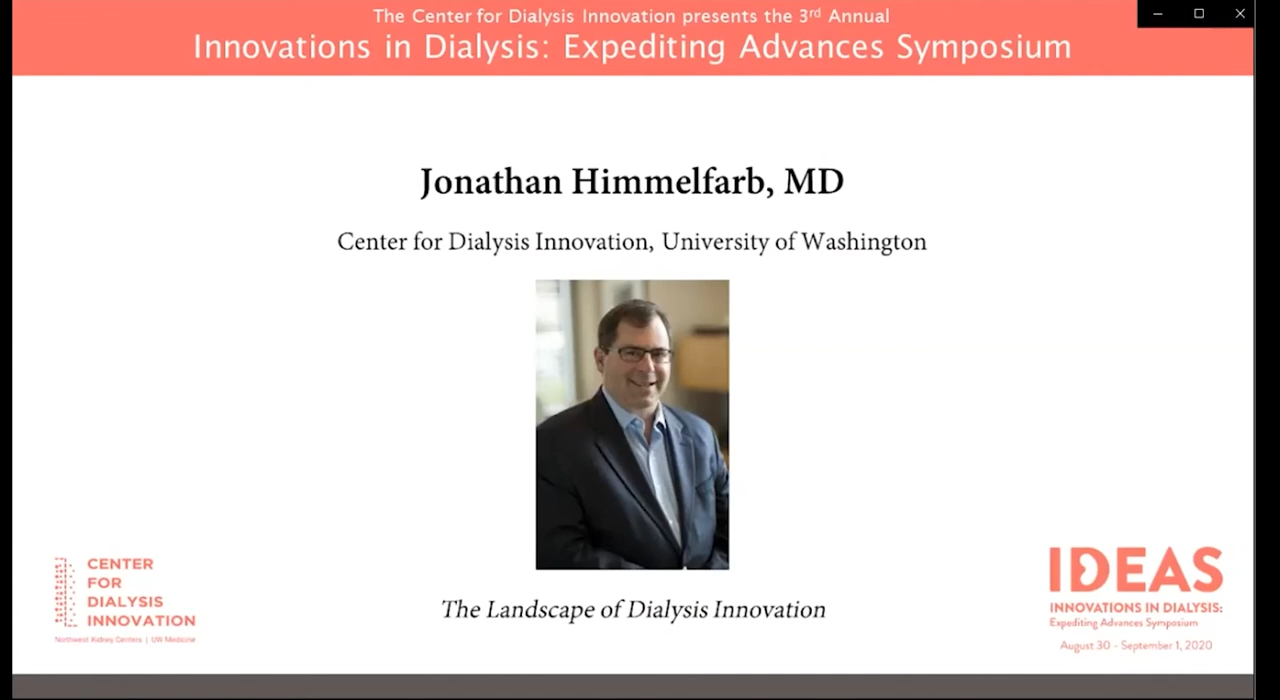 The Center for Dialysis Innovation presents the 3rd Annual
Innovations in Dialysis: Expediting Advances Symposium
Jonathan Himmelfarb, MD
Center for Dialysis Innovation, University of Washington
The Landscape of Dialysis Innovation
CENTER
FOR
DIALYSIS
INNOVATION
Northwest Kidney Centers | UW Medicine
IDEAS
INNOVATIONS IN DIALYSIS:
Expediting Advances Symposium
August 30 - September 1, 2020